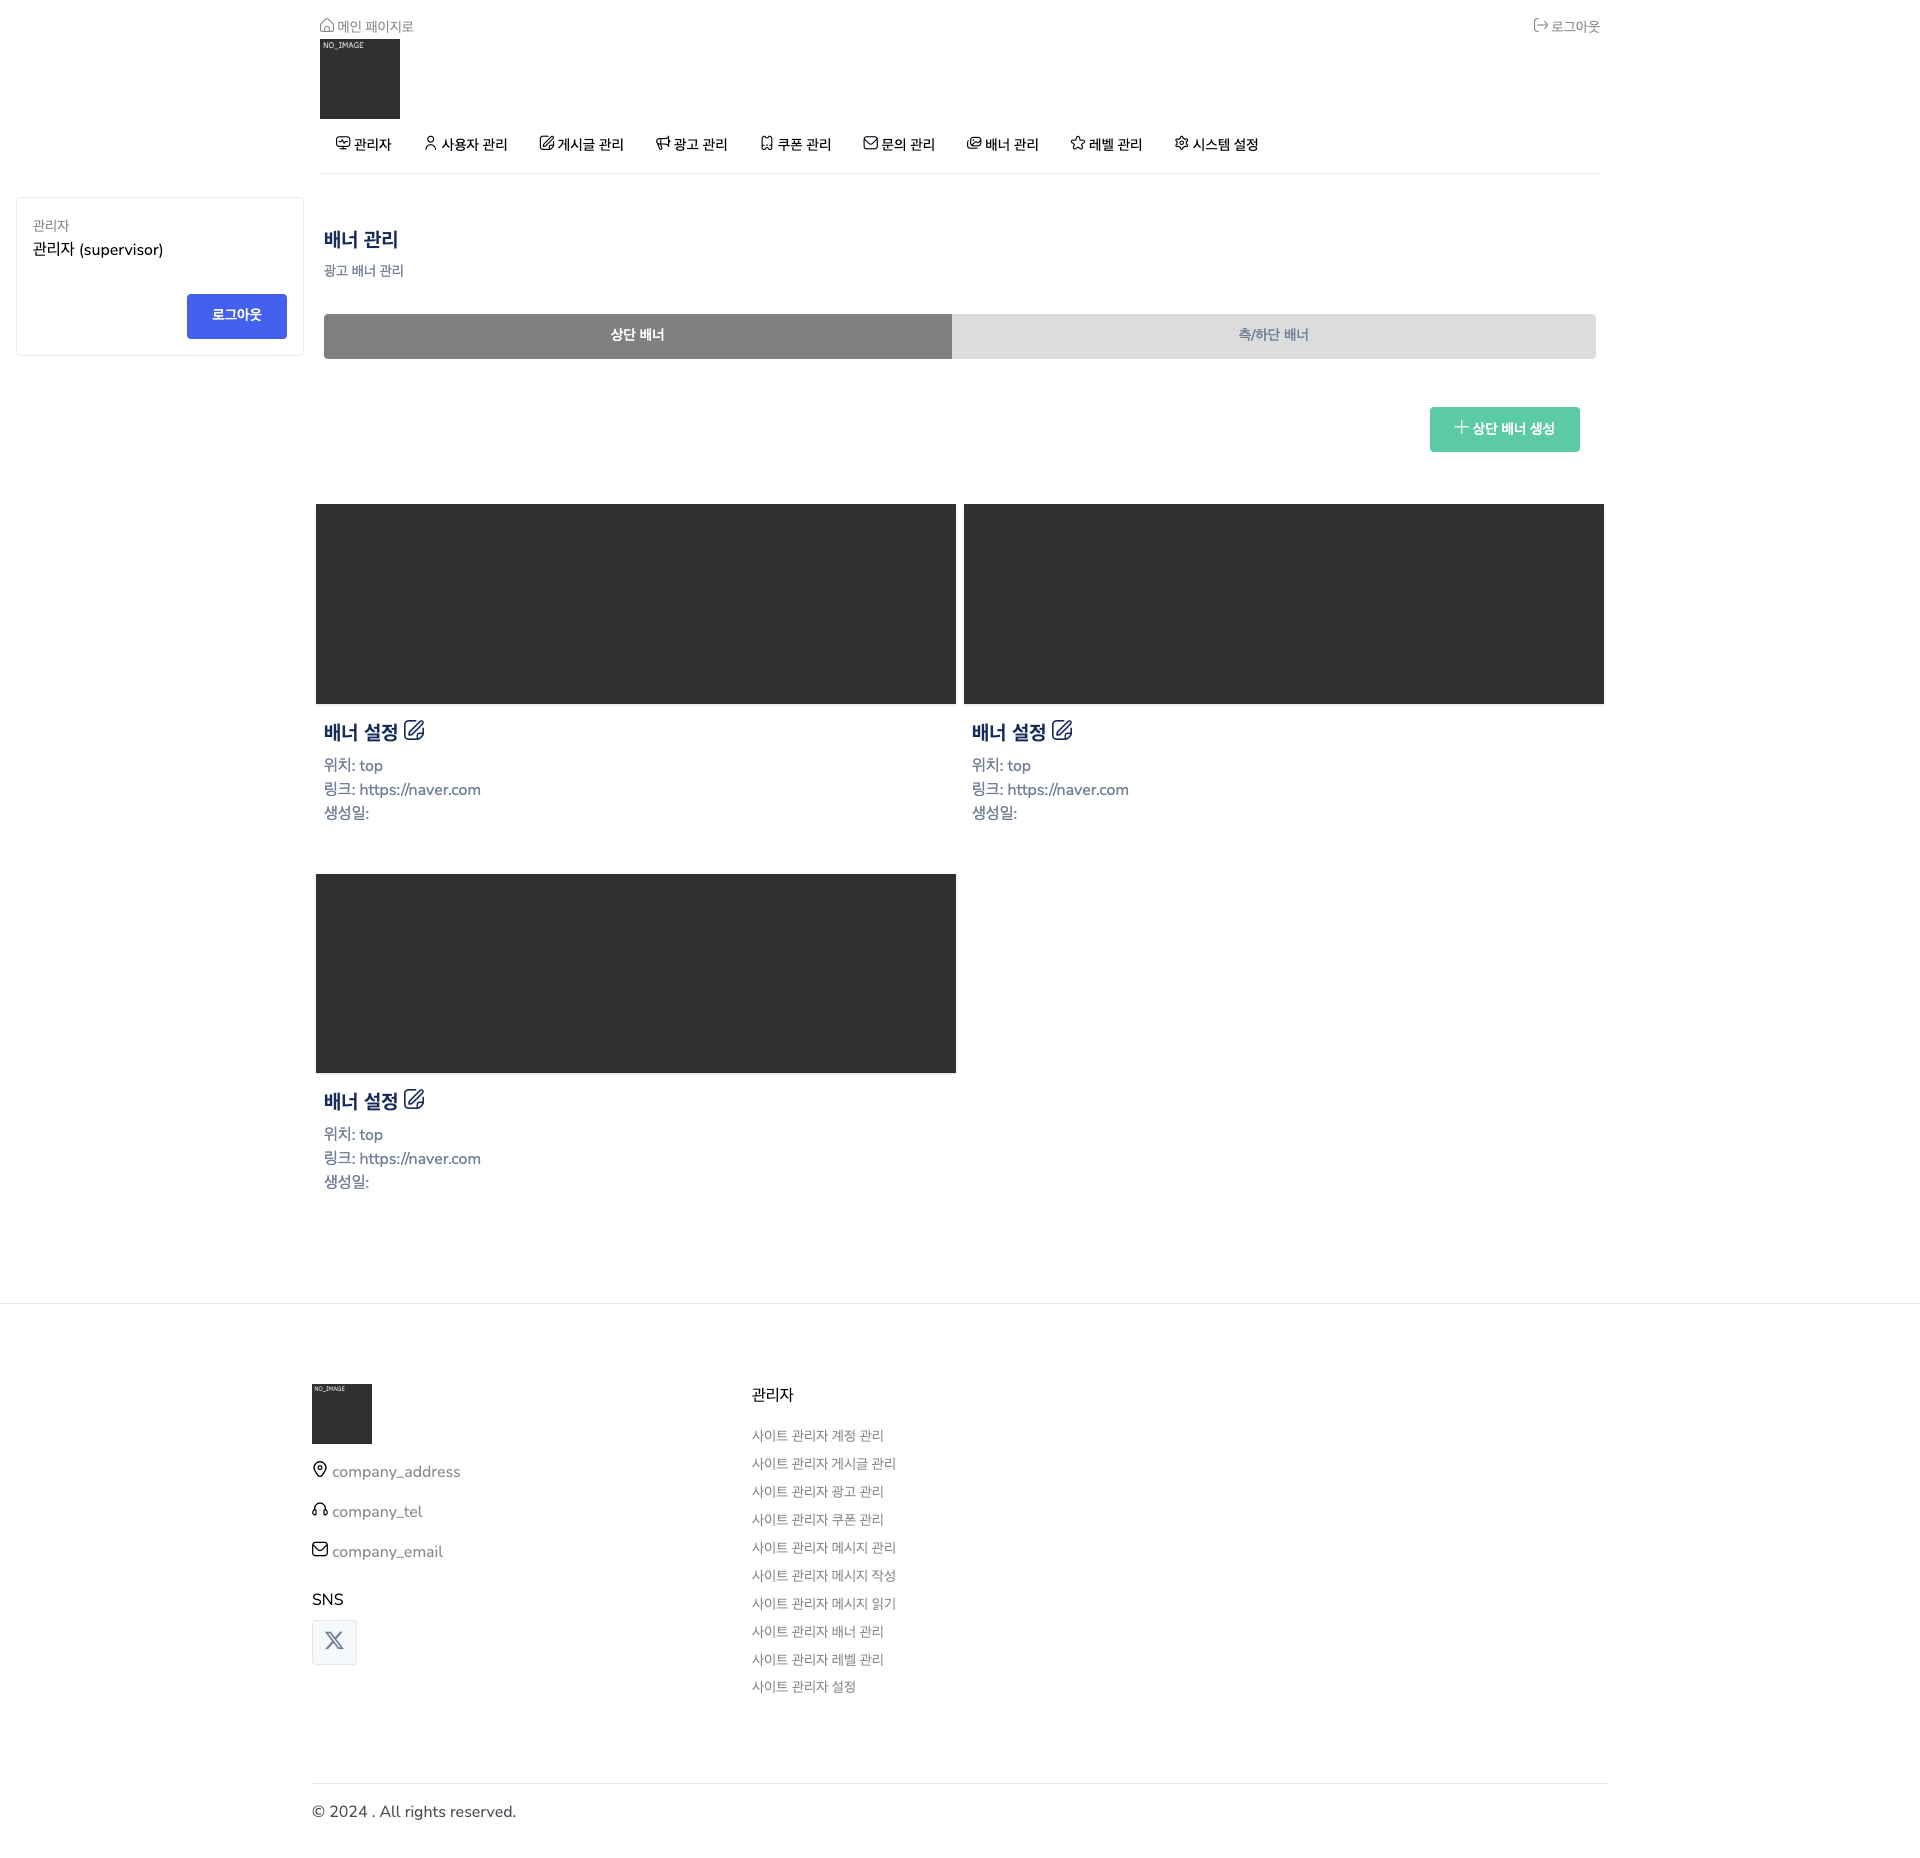 메인 패이지로
로그아웃
NO_IMAGE
관리자
사용자 관리
게시글 관리
광고 관리
쿠폰 관리
문의 관리
배너 관리
레벨 관리
시스템 설정
관리자
관리자 (supervisor)
로그아웃
배너 관리
광고 배너 관리
상단 배너
측/하단 배너
상단 배너 생성
배너 설정
위치: top
링크: https://naver.com
생성일:
배너 설정
위치: top
링크: https://naver.com
생성일:
배너 설정
위치: top
링크: https://naver.com
생성일:
NO_IMAGE
company_address
company_tel
company_email
SNS
관리자
사이트 관리자 계정 관리
사이트 관리자 게시글 관리
사이트 관리자 광고 관리
사이트 관리자 쿠폰 관리
사이트 관리자 메시지 관리
사이트 관리자 메시지 작성
사이트 관리자 메시지 읽기
사이트 관리자 배너 관리
사이트 관리자 레벨 관리
사이트 관리자 설정
© 2024 . All rights reserved.